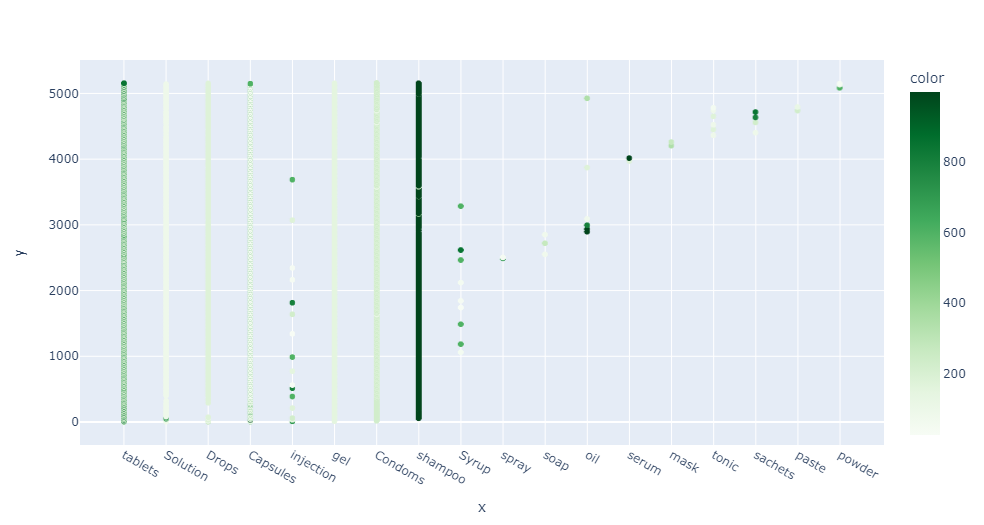 color
5000
4000
3000
2000
1000
0
y
800
600
400
200
tablets
Solution
Drops
Capsules
injection
gel
Condoms
shampoo
Syrup
spray
soap
oil
serum
mask
tonic
sachets
paste
powder
x